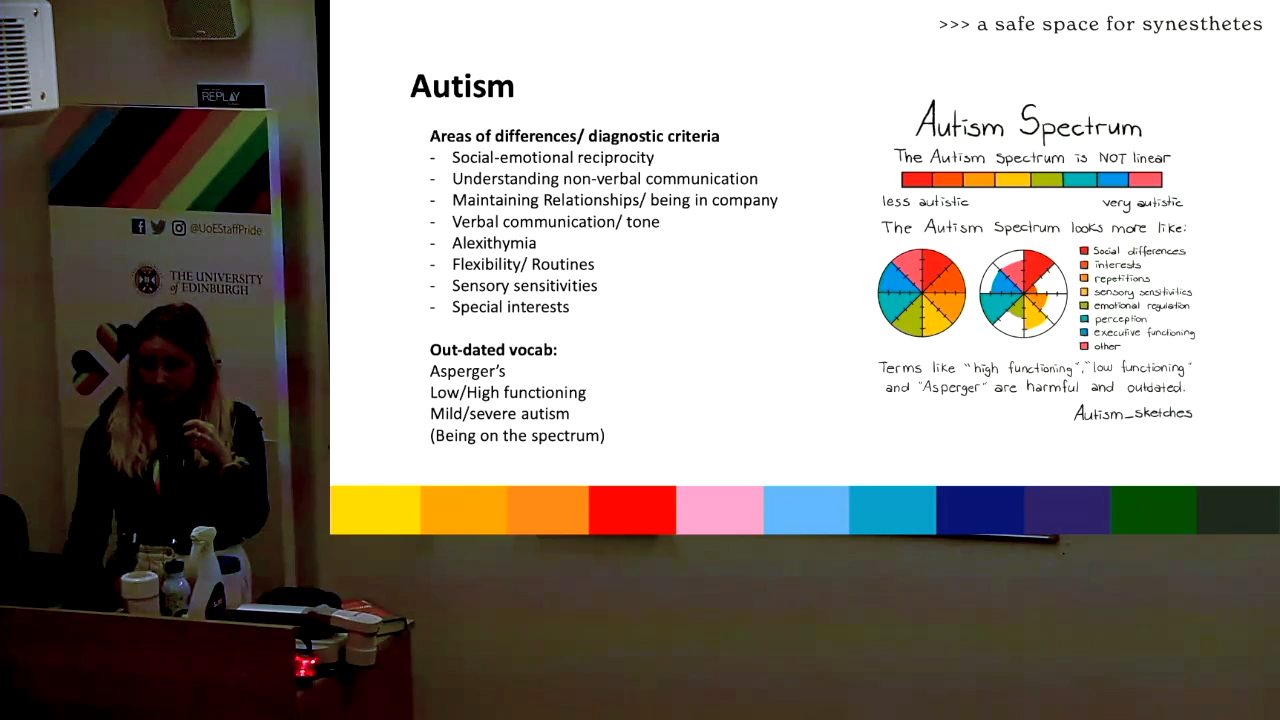 >>> a safe space for synesthetes
REPLAY
Autism
Areas of differences/ diagnostic criteria
- Social-emotional reciprocity
- Understanding non-verbal communication
- Maintaining Relationships/ being in company
- Verbal communication/ tone
- Alexithymia
- Flexibility/ Routines
- Sensory sensitivities
- Special interests
Out-dated vocab:
Asperger’s
Low/High functioning
Mild/severe autism
(Being on the spectrum)
Autism Spectrum
The Autism Spectrum is NOT linear
less autistic
very autistic
The Autism Spectrum looks more like:
Social differences
interests
repetitions
sensory sensitivities
emotional regulation
perception
executive functioning
other
Terms like "high functioning", "low functioning"
and "Asperger" are harmful and outdated.
Autism_sketches
@UoEStaffPride
THE UNIVERSITY
of EDINBURGH